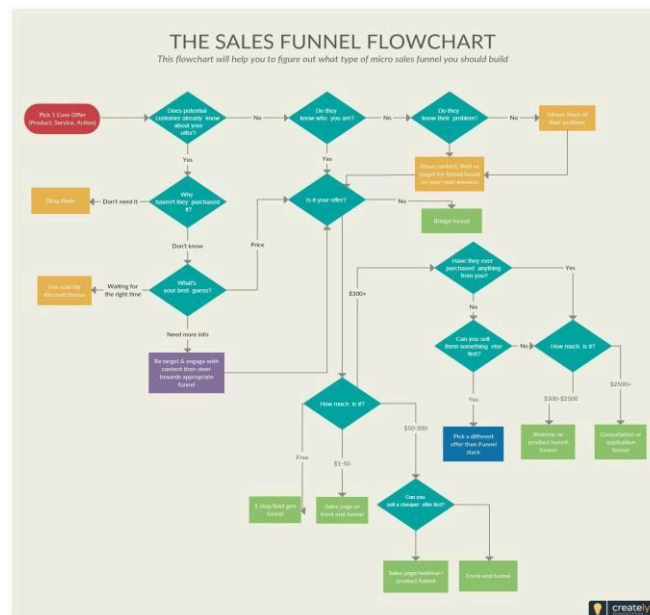 THE SALES FUNNEL FLOWCHART
This flowchart will help you to figure out what type of micro sales funnel you should build
Pick 1 Core Offer
(Product, Service, Action)
Does potential
customer already know
about your
offer?
No
Do they
know who you are?
No
Do they
know their problem?
No
Inform them of
their problem
Yes
Yes
Show content, then re
target for funnel based
on your next answers
Drop them
Don't need it
Why
haven't they purchased
it?
Is it your offer?
No
Bridge funnel
Don't know
Price
Have they ever
purchased anything
from you?
Yes
Use scarcity
discount/bonus
Waiting for
the right time
What's
your best guess?
$300+
No
Need more info
Can you sell
them something else
first?
No
How much is it?
Re target & engage with
content then steer
towards appropriate
funnel
$2500+
Yes
$300-$2500
How much is it?
$50-300
Pick a different
offer then Funnel
stack
Webinar or
product launch
funnel
Consultation or
application
funnel
Free
$1-50
Can you
sell a cheaper offer first?
2 step/lead gen
funnel
Sales page or
front end funnel
Sales page/webinar/
product funnel
Front end funnel
creately